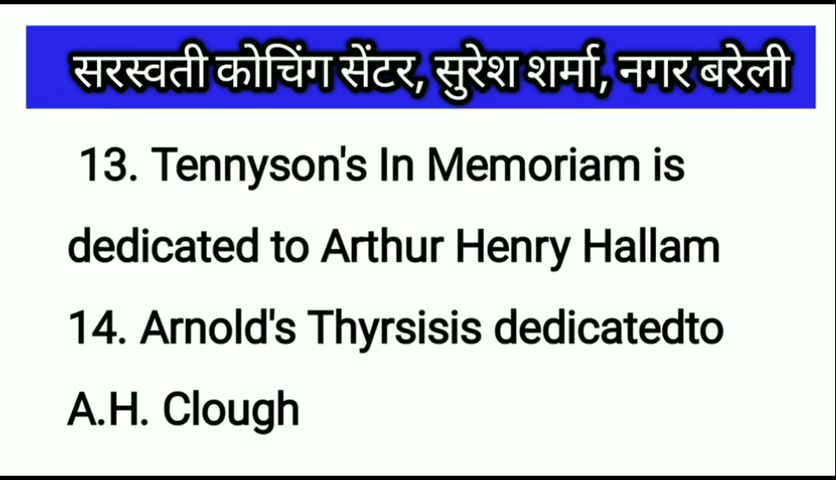 सरस्वती कोचिंग सेंटर, सुरेश शर्मा, नगर बरेली
13. Tennyson's In Memoriam is
dedicated to Arthur Henry Hallam
14. Arnold's Thyrsisis dedicatedto
A.H. Clough